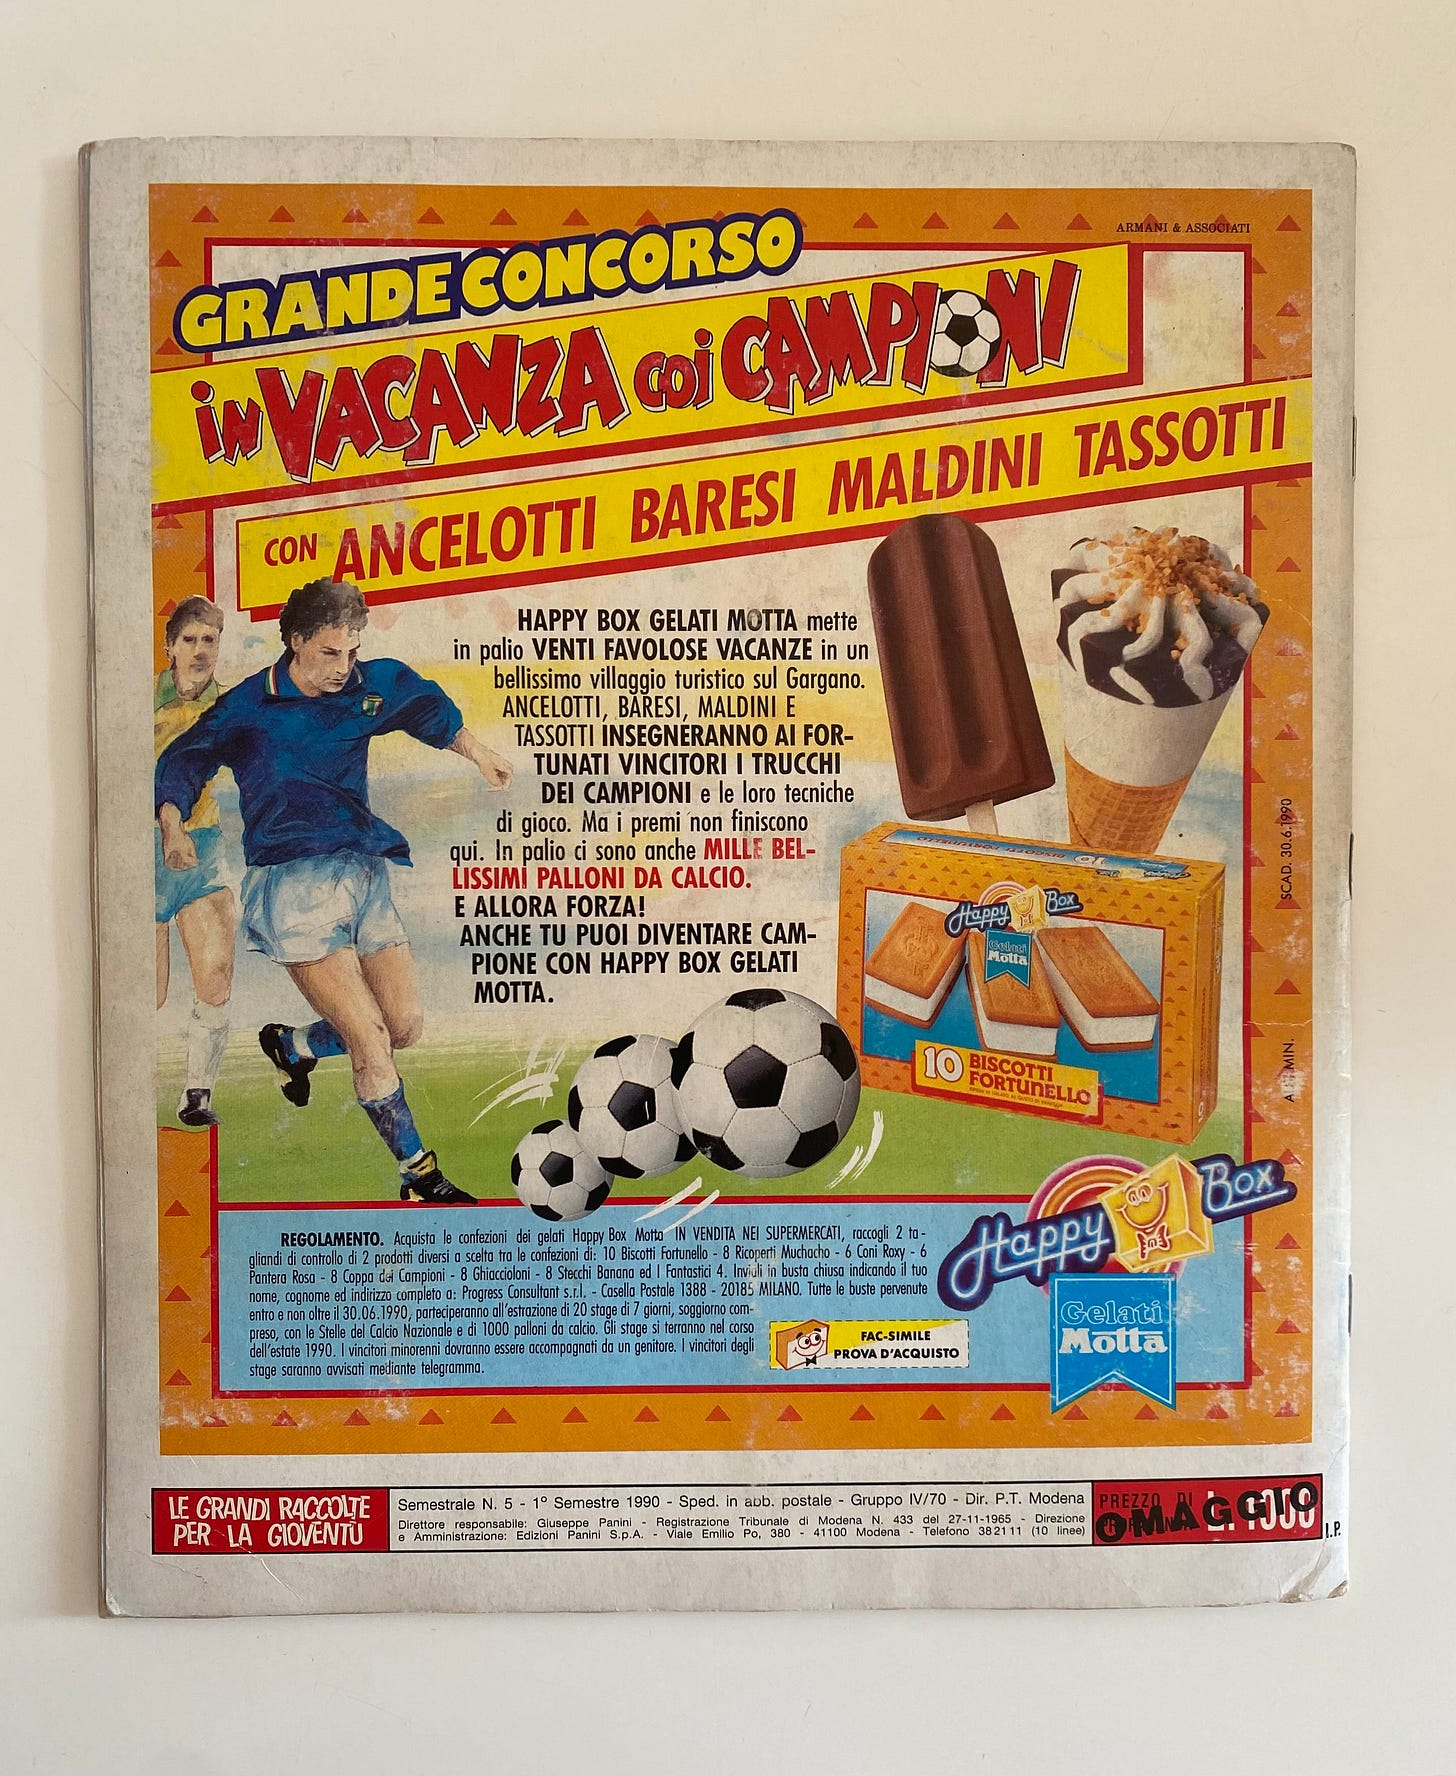 ARMANI & ASSOCIATI
GRANDE CONCORSO
in VACANZA coi CAMPIONI
CON ANCELOTTI BARESI MALDINI TASSOTTI
HAPPY BOX GELATI MOTTA mette
in palio VENTI FAVOLOSE VACANZE in un
bellissimo villaggio turistico sul Gargano.
ANCELOTTI, BARESI, MALDINI E
TASSOTTI INSEGNERANNO AI FOR-
TUNATI VINCITORI I TRUCCHI
DEI CAMPIONI e le loro tecniche
di gioco. Ma i premi non finiscono
qui. In palio ci sono anche MILLE BEL-
LISSIMI PALLONI DA CALCIO.
E ALLORA FORZA!
ANCHE TU PUOI DIVENTARE CAM-
PIONE CON HAPPY BOX GELATI
MOTTA.
Happy Box
Gelati
Motta
10 BISCOTTI
FORTUNELLO
SCAD. 30.6.1990
MIN.
REGOLAMENTO. Acquista le confezioni dei gelati Happy Box Motta IN VENDITA NEI SUPERMERCATI, raccogli 2 ta-
gliandi di controllo di 2 prodotti diversi a scelta tra le confezioni di: 10 Biscotti Fortunello - 8 Ricoperti Muchacho - 6 Coni Roxy - 6
Pantera Rosa - 8 Coppa dei Campioni - 8 Ghiaccioloni - 8 Stecchi Banana ed I Fantastici 4. Inviali in busta chiusa indicando il tuo
nome, cognome ed indirizzo completo a: Progress Consultant s.r.l. - Casella Postale 1388 - 20185 MILANO. Tutte le buste pervenute
entro e non oltre il 30.06.1990, parteciperanno all'estrazione di 20 stage di 7 giorni, soggiorno com-
preso, con le Stelle del Calcio Nazionale e di 1000 palloni da calcio. Gli stage si terranno nel corso
dell'estate 1990. I vincitori minorenni dovranno essere accompagnati da un genitore. I vincitori degli
stage saranno avvisati mediante telegramma.
FAC-SIMILE
PROVA D'ACQUISTO
Happy Box
Gelati
Motta
LE GRANDI RACCOLTE
PER LA GIOVENTÙ
Semestrale N. 5 - 1° Semestre 1990 - Sped. in abb. postale - Gruppo IV/70 - Dir. P.T. Modena
Direttore responsabile: Giuseppe Panini - Registrazione Tribunale di Modena N. 433 del 27-11-1965 - Direzione
e Amministrazione: Edizioni Panini S.p.A. - Viale Emilio Po, 380 - 41100 Modena - Telefono 382111 (10 linee)
PREZZO DI
L. 1000
OMAGGIO
I.P.